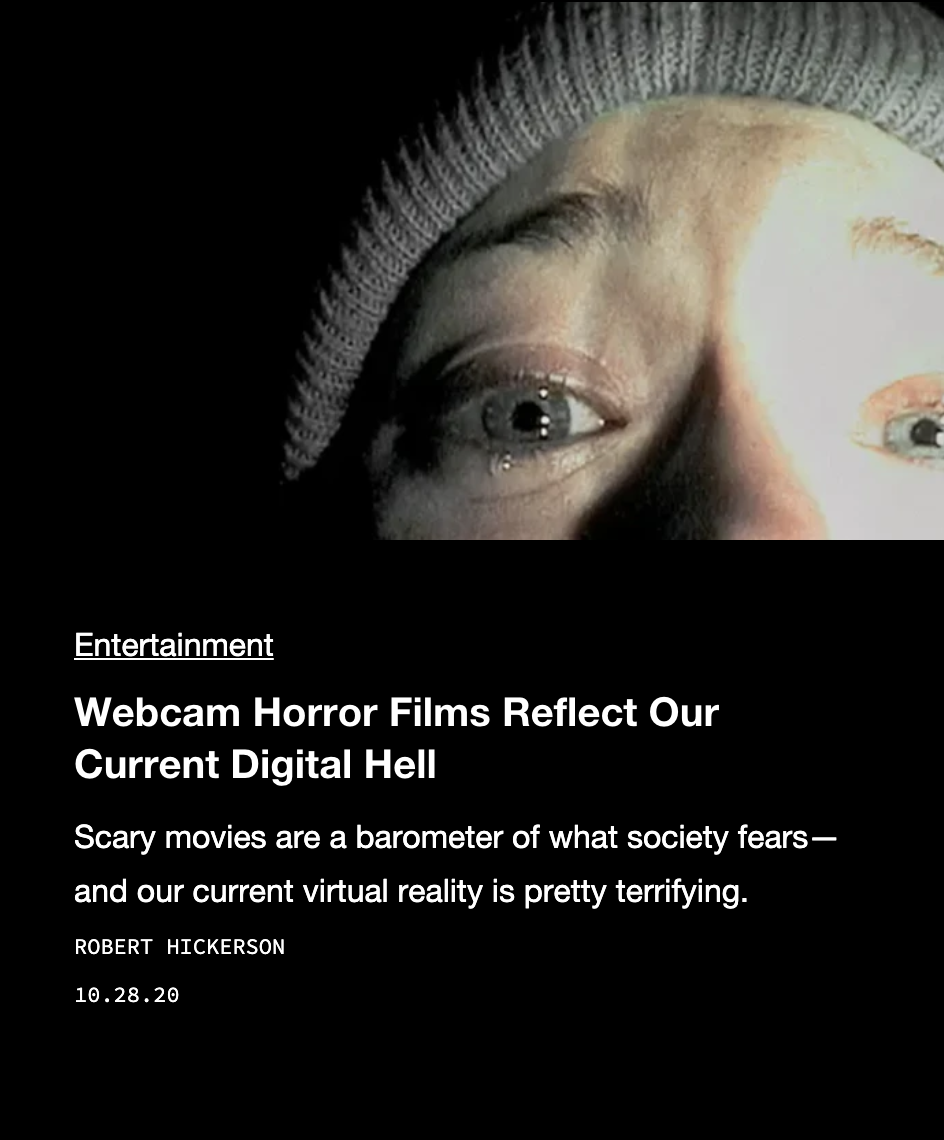 Entertainment
Webcam Horror Films Reflect Our
Current Digital Hell
Scary movies are a barometer of what society fears—
and our current virtual reality is pretty terrifying.
ROBERT HICKERSON
10.28.20